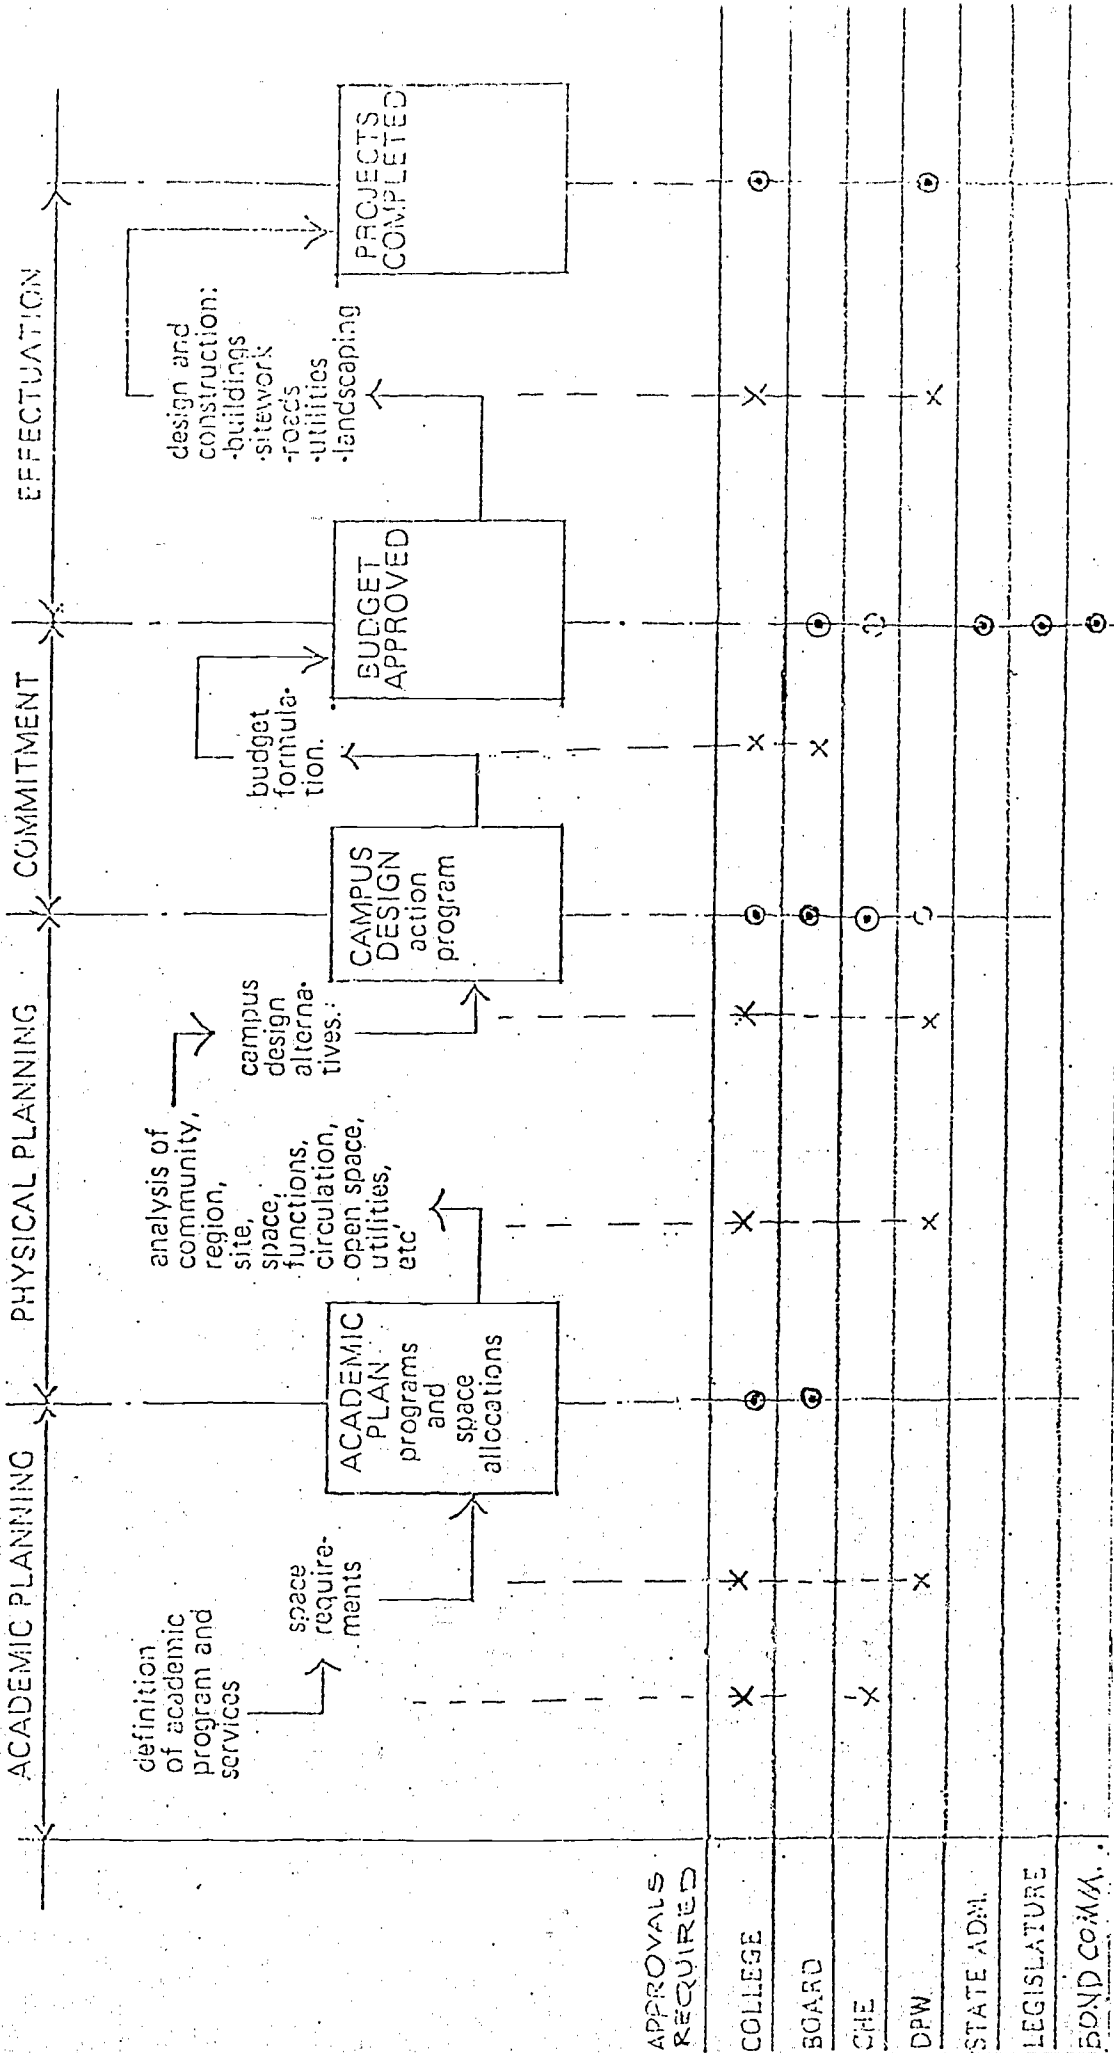 ACADEMIC PLANNING
PHYSICAL PLANNING
COMMITMENT
EFFECTUATION
definition
of academic
program and
services
space
require-
ments
ACADEMIC
PLAN
programs
and
space
allocations
analysis of
community,
region,
site,
space,
functions,
circulation,
open space,
utilities,
etc
campus
design
alterna-
tives.
CAMPUS
DESIGN
action
program
budget
formula-
tion.
BUDGET
APPROVED
design and
construction:
·buildings
·sitework
·roads
·utilities
·landscaping
PROJECTS
COMPLETED
APPROVALS
REQUIRED
COLLEGE
BOARD
CHE
DPW
STATE ADM.
LEGISLATURE
BOND COMM.